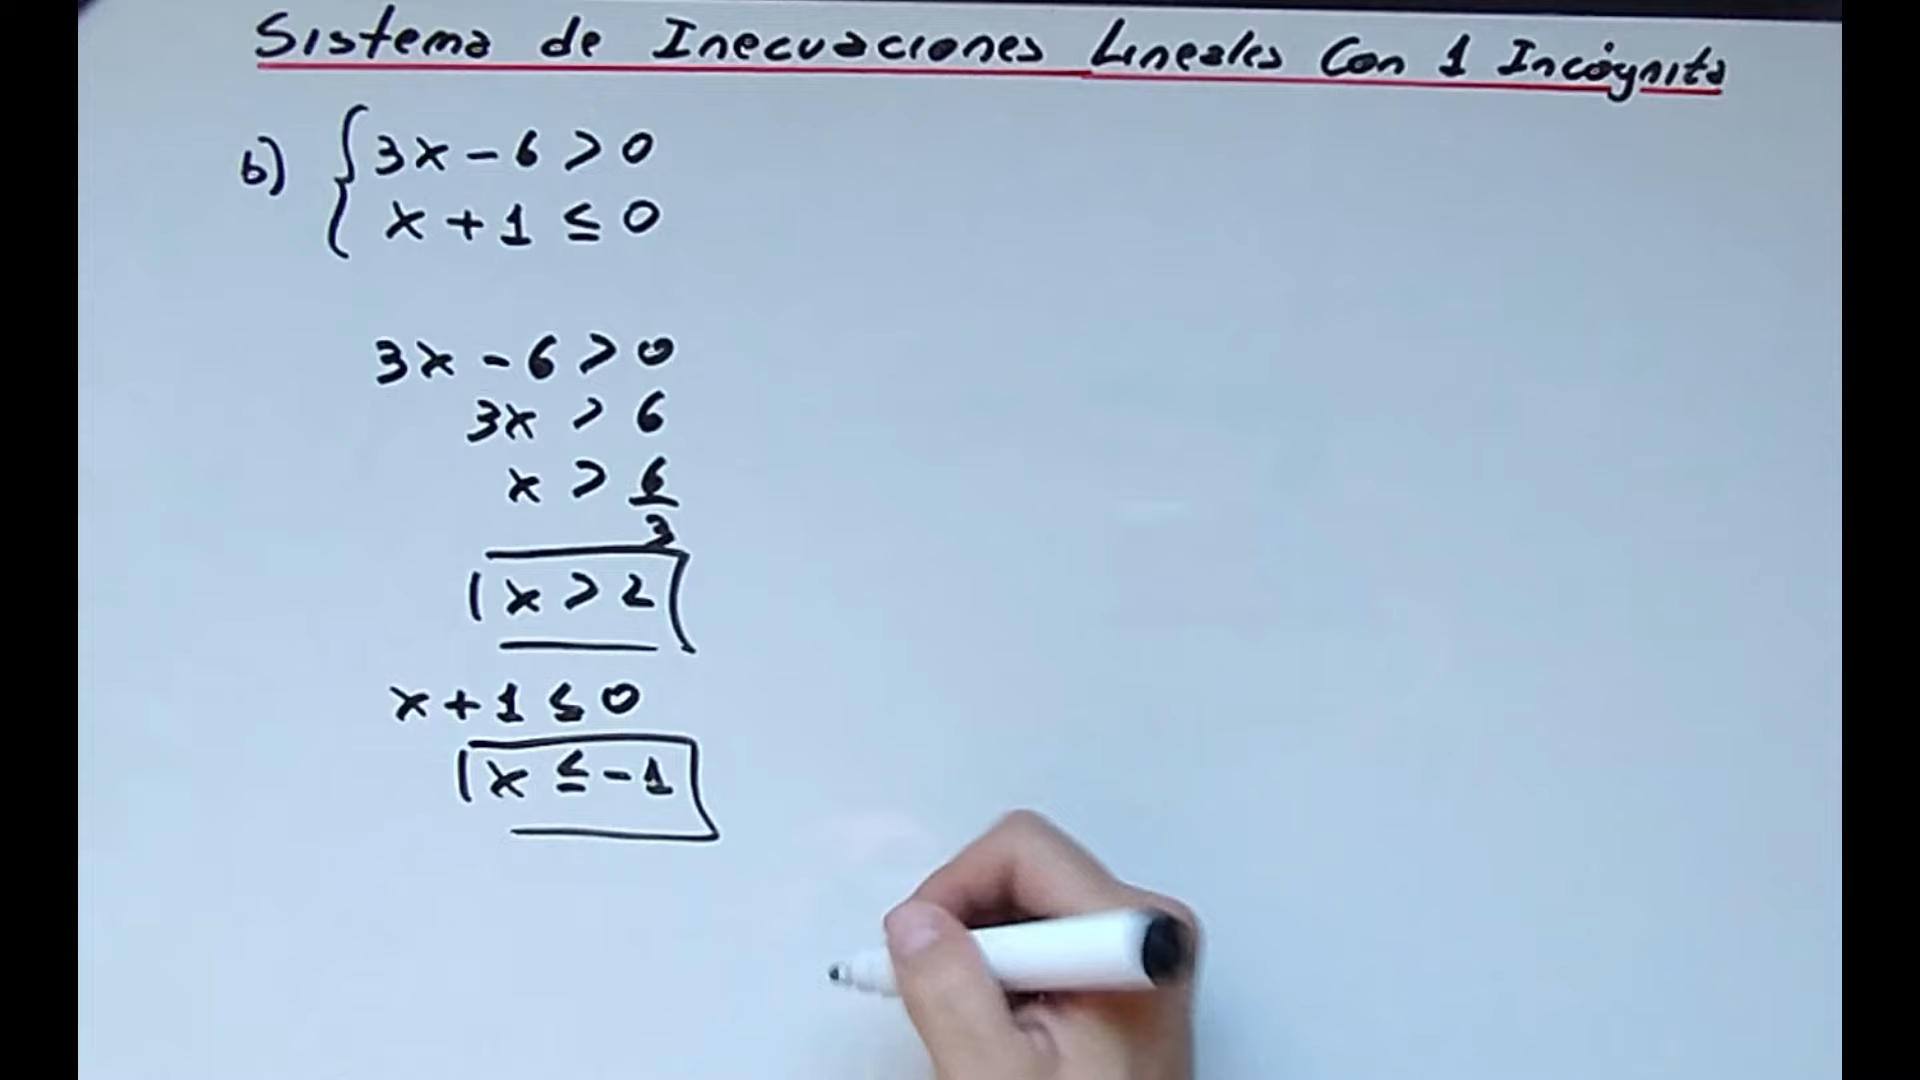 Sistema de Inecuaciones Lineales Con 1 Incógnita
b) { 3x - 6 > 0
x + 1 ≤ 0
3x - 6 > 0
3x > 6
x > 6/3
x > 2
x + 1 ≤ 0
x ≤ -1